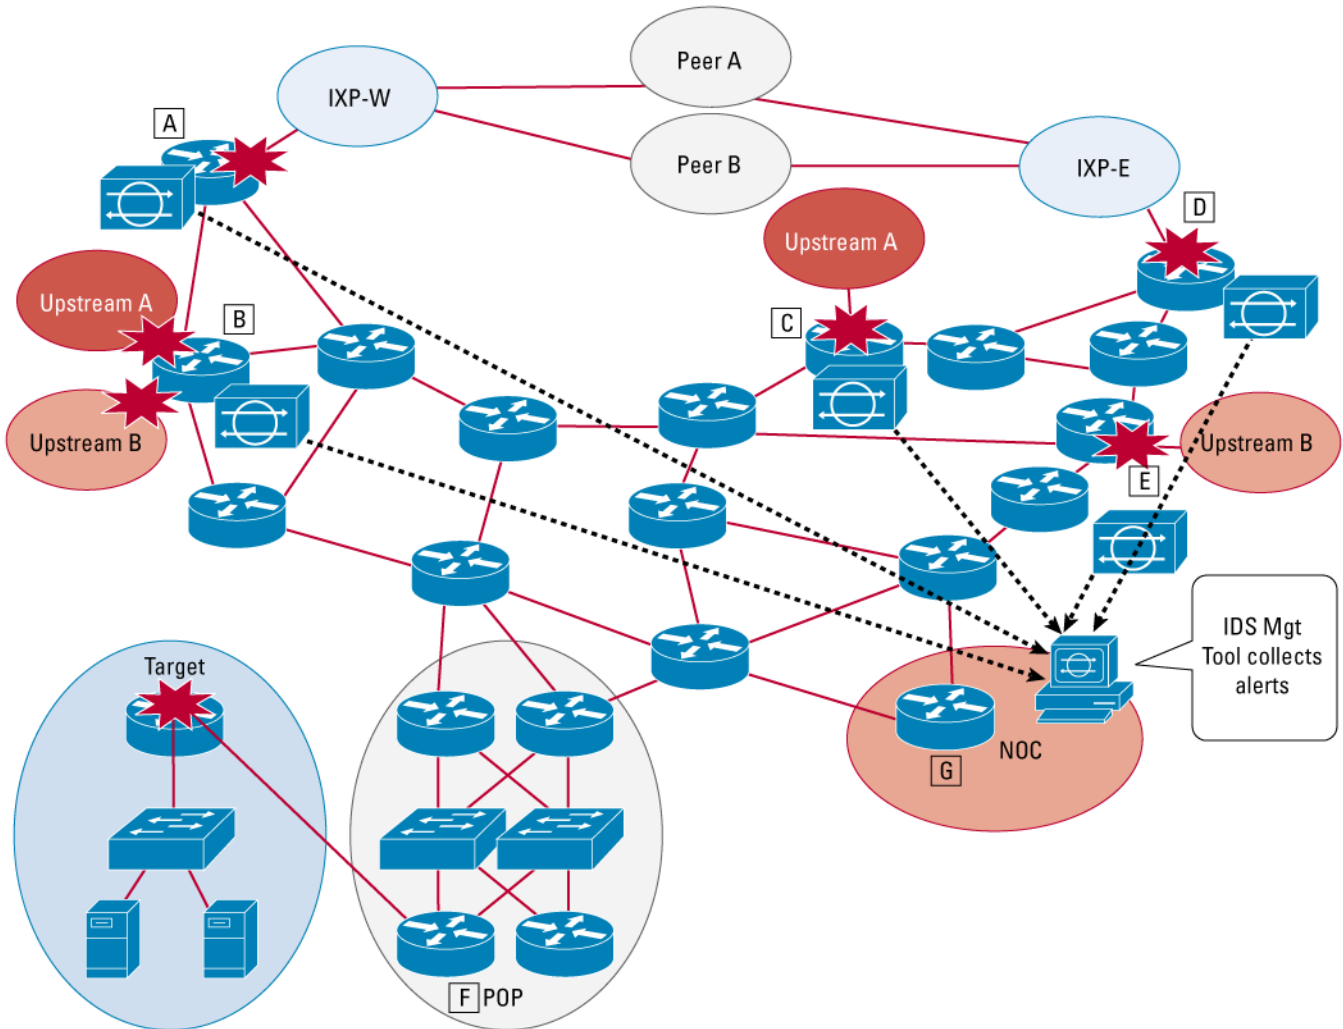 Peer A
IXP-W
A
Peer B
IXP-E
D
Upstream A
Upstream A
B
C
Upstream B
Upstream B
E
IDS Mgt
Tool collects
alerts
Target
NOC
G
F POP